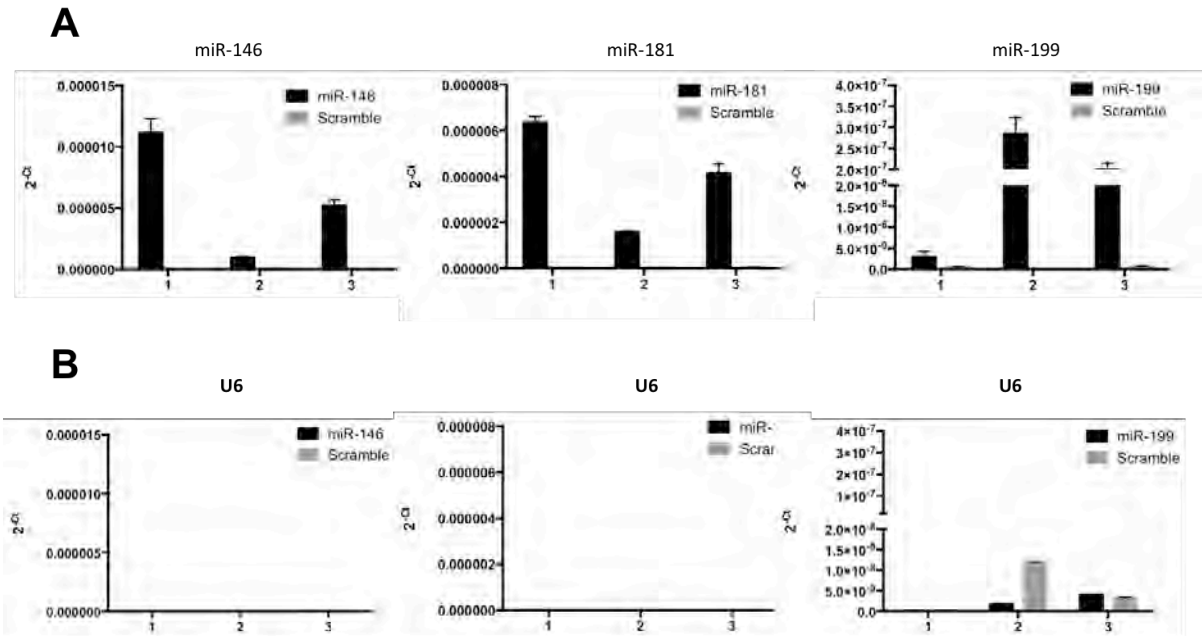 A
miR-146
miR-181
miR-199
0.000015
0.000010
0.000005
0.000000
2-Ct
miR-146
Scramble
1 2 3
0.000008
0.000006
0.000004
0.000002
0.000000
2-Ct
miR-181
Scramble
1 2 3
4.0×10-7
3.5×10-7
3.0×10-7
2.5×10-7
2.0×10-7
2.0×10-8
1.5×10-8
1.0×10-8
5.0×10-9
0.0
2-Ct
miR-199
Scramble
1 2 3
B
U6
U6
U6
0.000015
0.000010
0.000005
0.000000
2-Ct
miR-146
Scramble
1 2 3
0.000008
0.000006
0.000004
0.000002
0.000000
2-Ct
miR-
Scrar
1 2 3
4×10-7
3×10-7
2×10-7
1×10-7
2.0×10-8
1.5×10-8
1.0×10-8
5.0×10-9
0.0
2-Ct
miR-199
Scramble
1 2 3